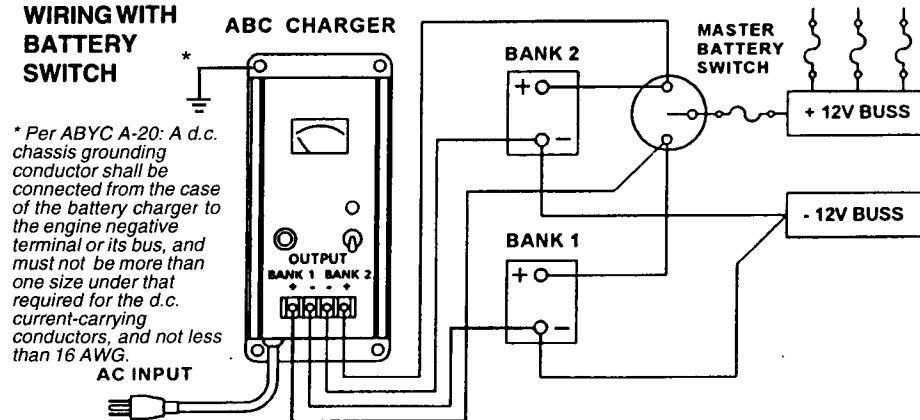 WIRING WITH
BATTERY
SWITCH
ABC CHARGER
*
* Per ABYC A-20: A d.c.
chassis grounding
conductor shall be
connected from the case
of the battery charger to
the engine negative
terminal or its bus, and
must not be more than
one size under that
required for the d.c.
current-carrying
conductors, and not less
than 16 AWG.
AC INPUT
OUTPUT
BANK 1 BANK 2
+ - - +
BANK 2
+
-
BANK 1
+
-
MASTER
BATTERY
SWITCH
+ 12V BUSS
- 12V BUSS